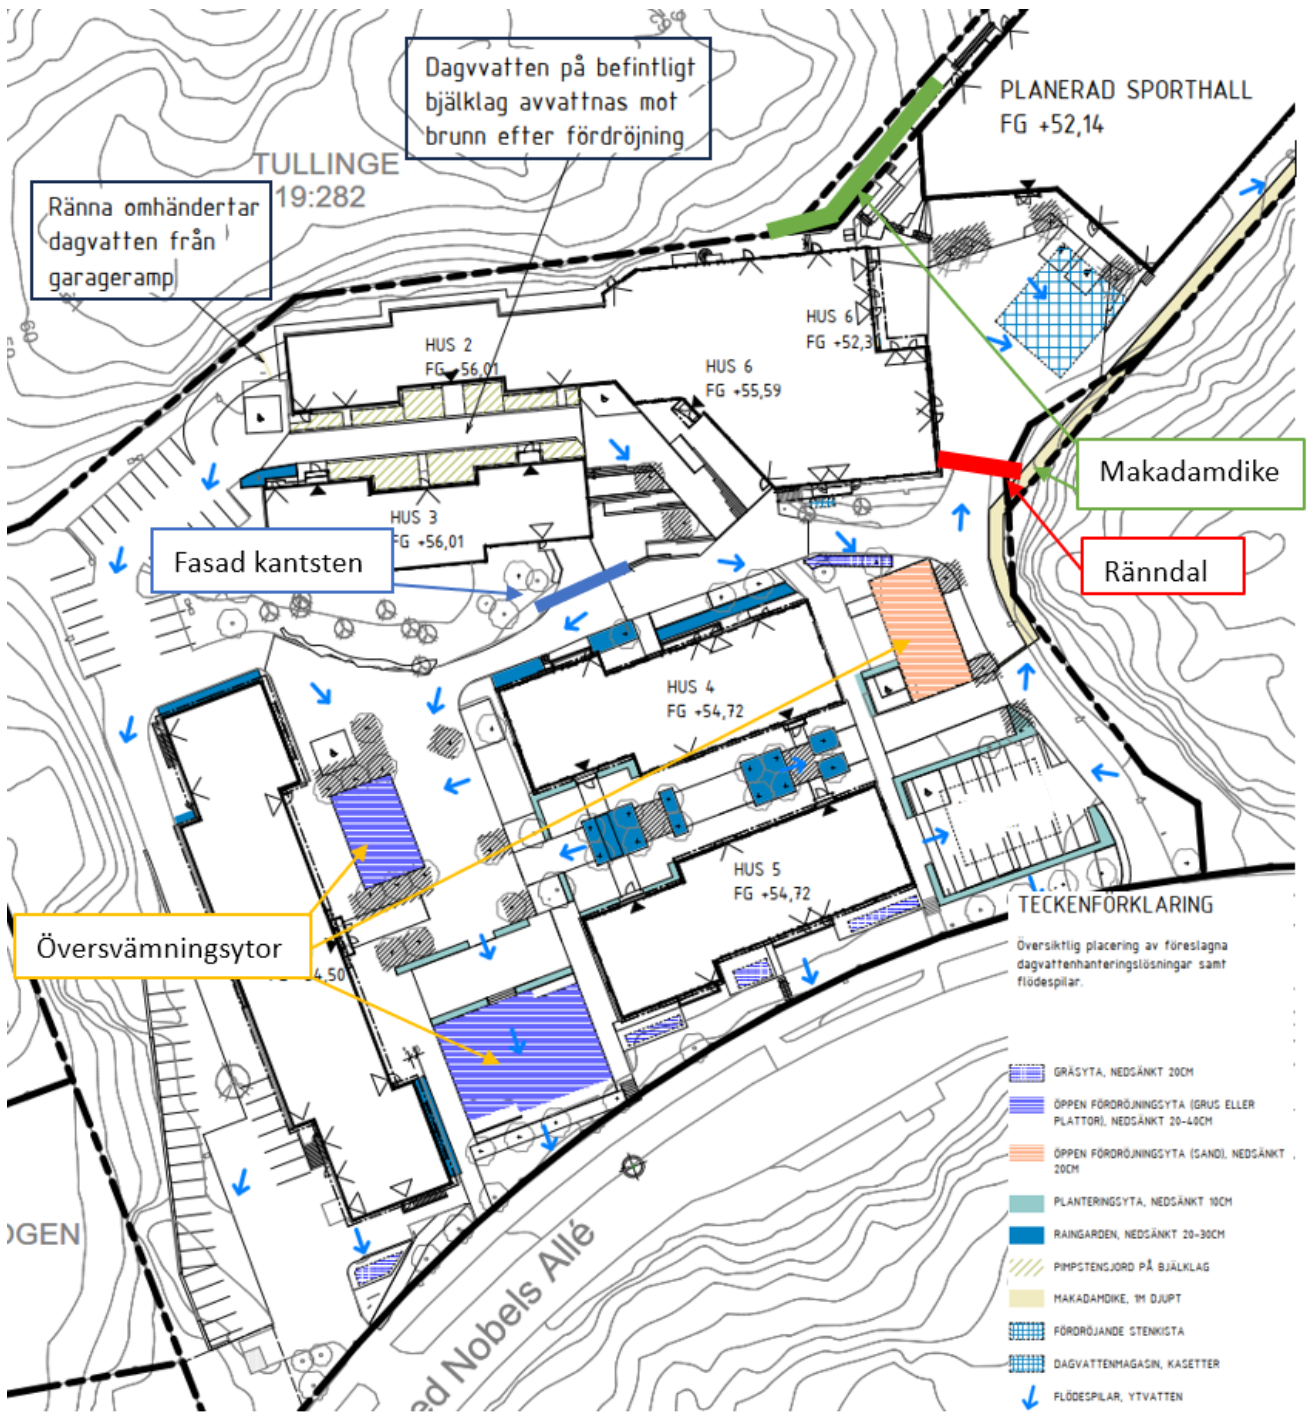 Dagvvatten på befintligt
bjälklag avvattnas mot
brunn efter fördröjning
PLANERAD SPORTHALL
FG +52,14
TULLINGE
19:282
Ränna omhändertar
dagvatten från
garageramp
60
HUS 2
FG +56,01
HUS 6
FG +52,3
HUS 6
FG +55,59
Makadamdike
HUS 3
FG +56,01
Fasad kantsten
Ränndal
HUS 4
FG +54,72
HUS 5
FG +54,72
Översvämningsytor
4,50
TECKENFÖRKLARING
Översiktlig placering av föreslagna
dagvattenhanteringslösningar samt
flödespilar.
GRÄSYTA, NEDSÄNKT 20CM
ÖPPEN FÖRDRÖJNINGSYTA (GRUS ELLER
PLATTOR), NEDSÄNKT 20-40CM
ÖPPEN FÖRDRÖJNINGSYTA (SAND), NEDSÄNKT
20CM
PLANTERINGSYTA, NEDSÄNKT 10CM
RAINGARDEN, NEDSÄNKT 20-30CM
PIMPSTENSJORD PÅ BJÄLKLAG
MAKADAMDIKE, 1M DJUPT
FÖRDRÖJANDE STENKISTA
DAGVATTENMAGASIN, KASETTER
FLÖDESPILAR, YTVATTEN
OGEN
ed Nobels Allé